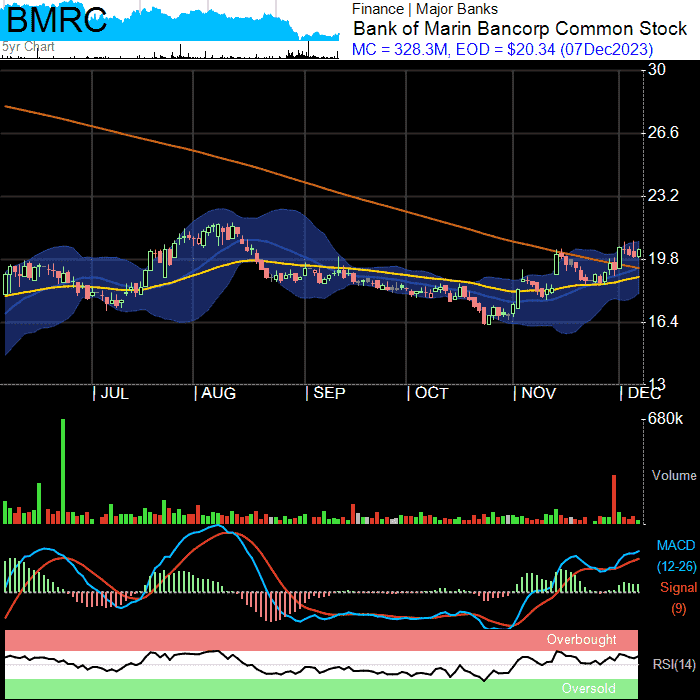 BMRC
5yr Chart
Finance | Major Banks
Bank of Marin Bancorp Common Stock
MC = 328.3M, EOD = $20.34 (07Dec2023)
30
26.6
23.2
19.8
16.4
13
| JUL | AUG | SEP | OCT | NOV | DEC
680k
Volume
MACD
(12-26)
Signal
(9)
Overbought
RSI(14)
Oversold